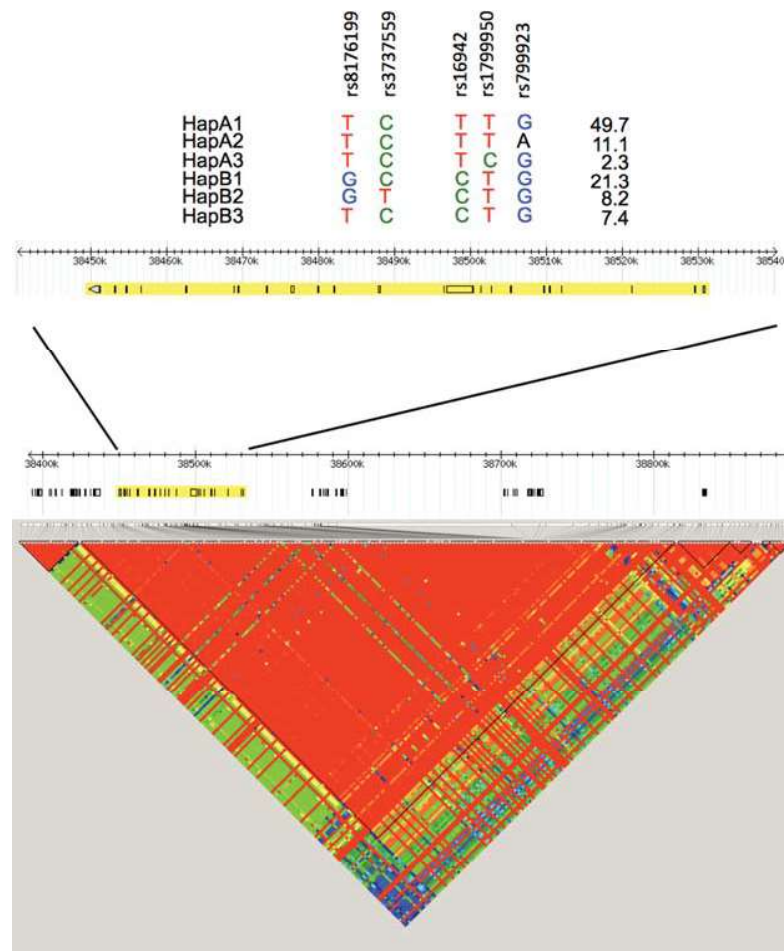 rs8176199 rs3737559 rs16942 rs1799950 rs799923
HapA1 T C T T G 49.7
HapA2 T C T T A 11.1
HapA3 T C T C G 2.3
HapB1 G C C T G 21.3
HapB2 G T C T G 8.2
HapB3 T C C T G 7.4
38450k 38460k 38470k 38480k 38490k 38500k 38510k 38520k 38530k 38540
38400k 38500k 38600k 38700k 38800k